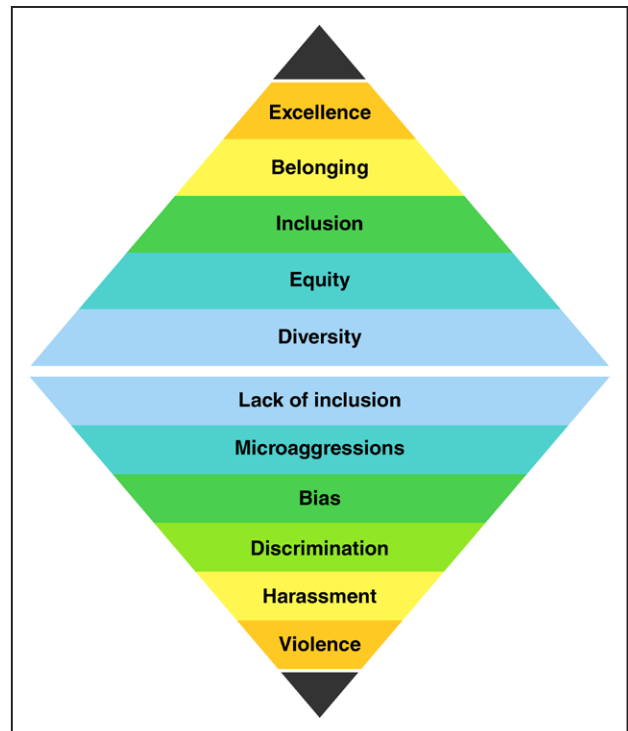 Excellence
Belonging
Inclusion
Equity
Diversity
Lack of inclusion
Microaggressions
Bias
Discrimination
Harassment
Violence